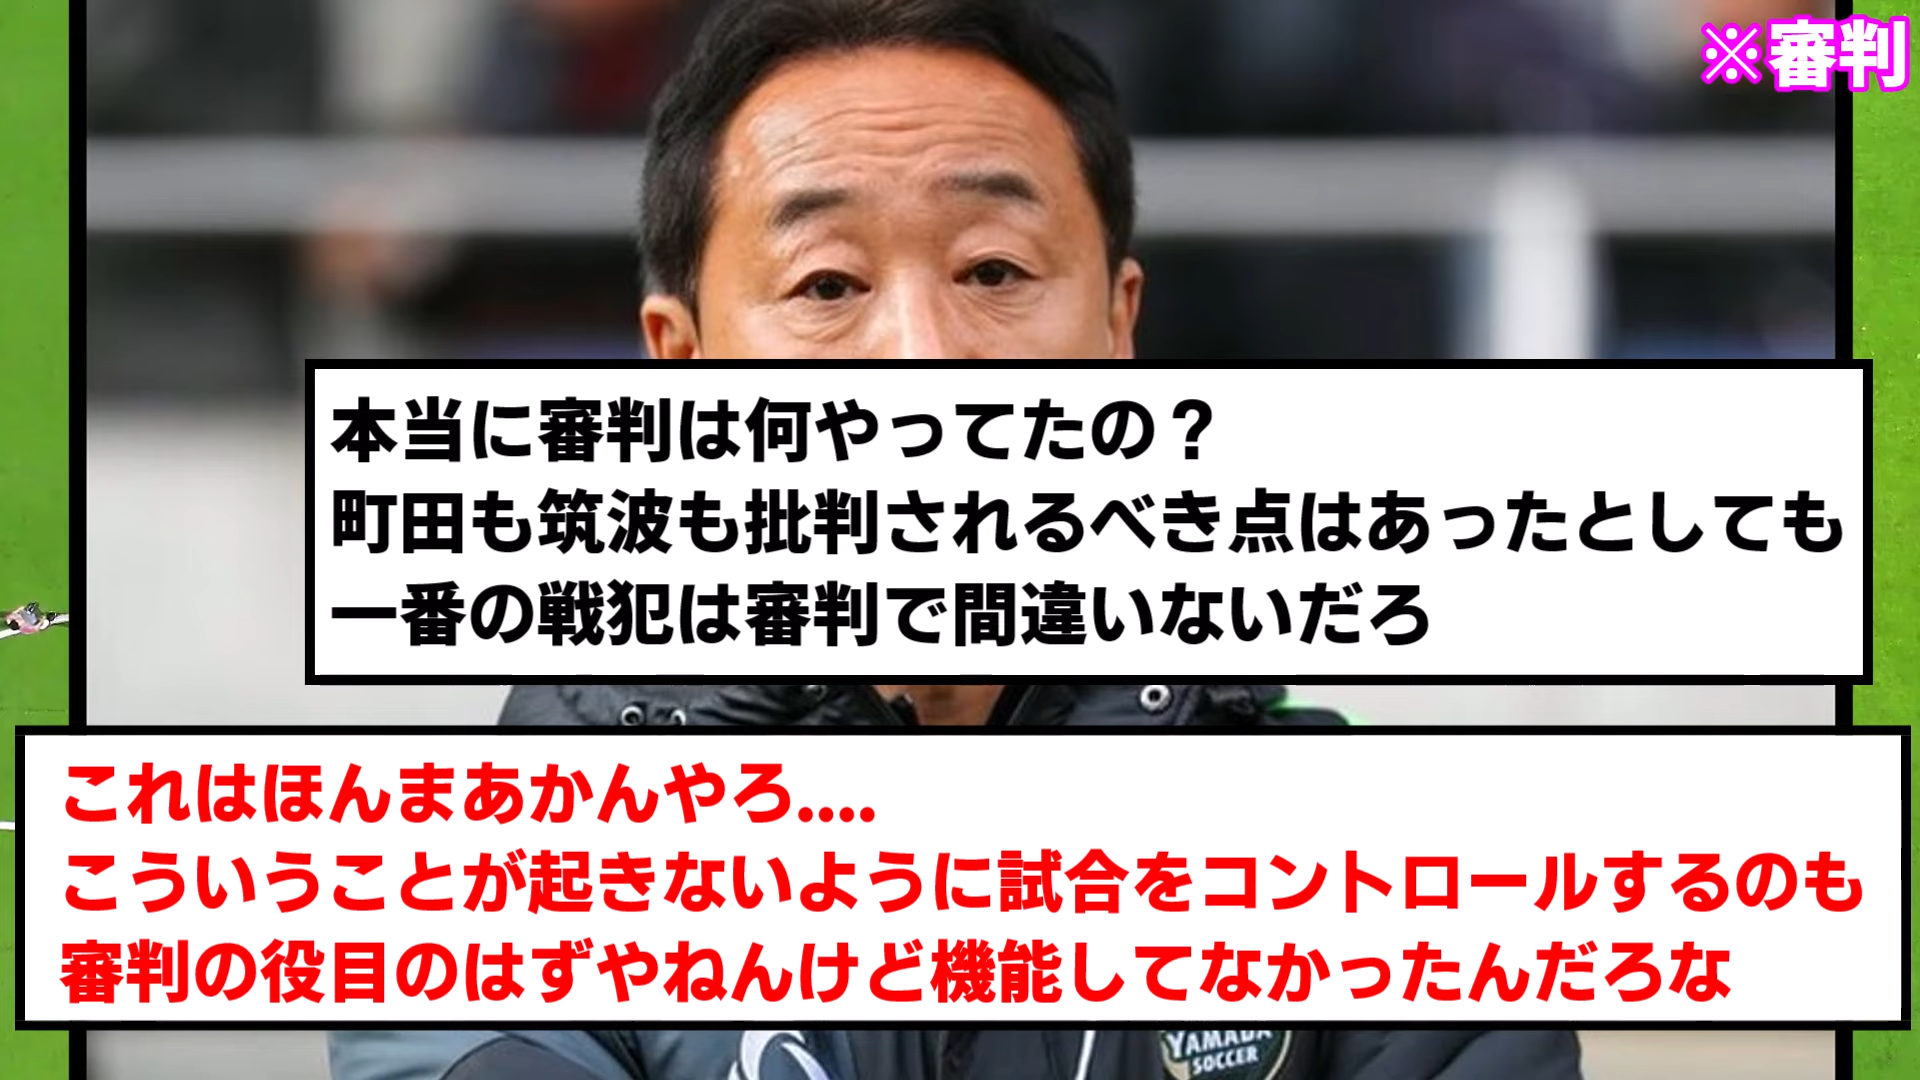 ※審判
本当に審判は何やってたの？
町田も筑波も批判されるべき点はあったとしても
一番の戦犯は審判で間違いないだろ
これはほんまあかんやろ....
こういうことが起きないように試合をコントロールするのも
審判の役目のはずやねんけど機能してなかったんだろな
YAMADA
SOCCER